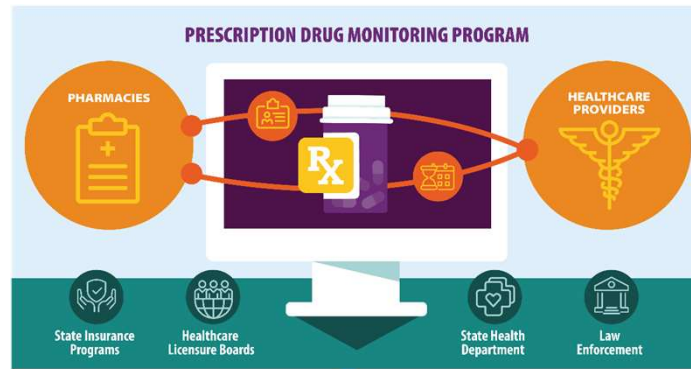 PRESCRIPTION DRUG MONITORING PROGRAM
PHARMACIES
HEALTHCARE
PROVIDERS
Rx
State Insurance
Programs
Healthcare
Licensure Boards
State Health
Department
Law
Enforcement